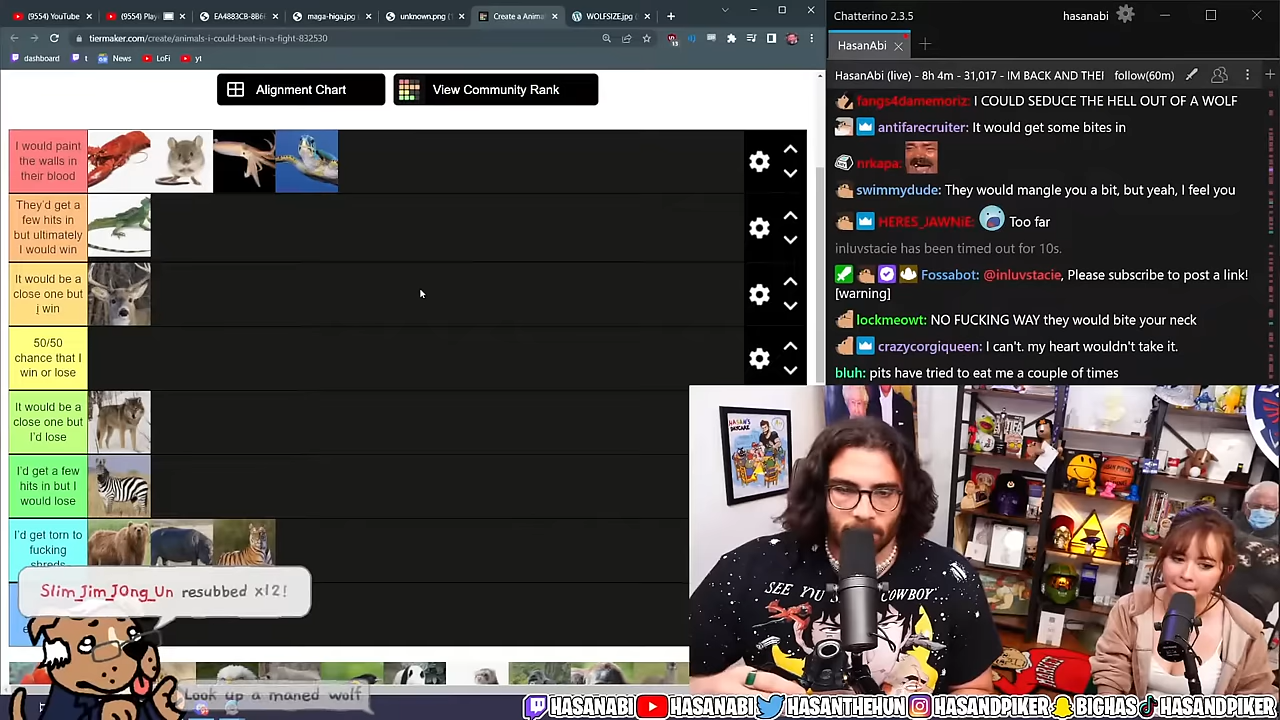 (9554) YouTube
(9554) Play
EA4883CB-8B6
maga-higa.jpg
unknown.png (
Create a Anima
WOLFSIZE.jpg
tiermaker.com/create/animals-i-could-beat-in-a-fight-832530
dashboard
t
News
LoFi
yt
Alignment Chart
View Community Rank
I would paint
the walls in
their blood
They'd get a
few hits in
but ultimately
I would win
It would be a
close one but
i win
50/50
chance that I
win or lose
It would be a
close one but
I'd lose
I'd get a few
hits in but I
would lose
I'd get torn to
fucking
shreds
Slim_Jim_JOng_Un resubbed x12!
Look up a maned wolf
Chatterino 2.3.5
hasanabi
HasanAbi
HasanAbi (live) - 8h 4m - 31,017 - IM BACK AND THE I follow(60m)
fangs4damemoriz: I COULD SEDUCE THE HELL OUT OF A WOLF
antifarecruiter: It would get some bites in
nrkapa:
swimmydude: They would mangle you a bit, but yeah, I feel you
HERES_JAWNiE: Too far
inluvstacie has been timed out for 10s.
Fossabot: @inluvstacie, Please subscribe to post a link!
[warning]
lockmeowt: NO FUCKING WAY they would bite your neck
crazycorgiqueen: I can't. my heart wouldn't take it.
bluh: pits have tried to eat me a couple of times
SEE YOU COWBOY
HASANABI HASANABI HASANTHEHUN HASANDPIKER BIGHAS HASANDPIKER